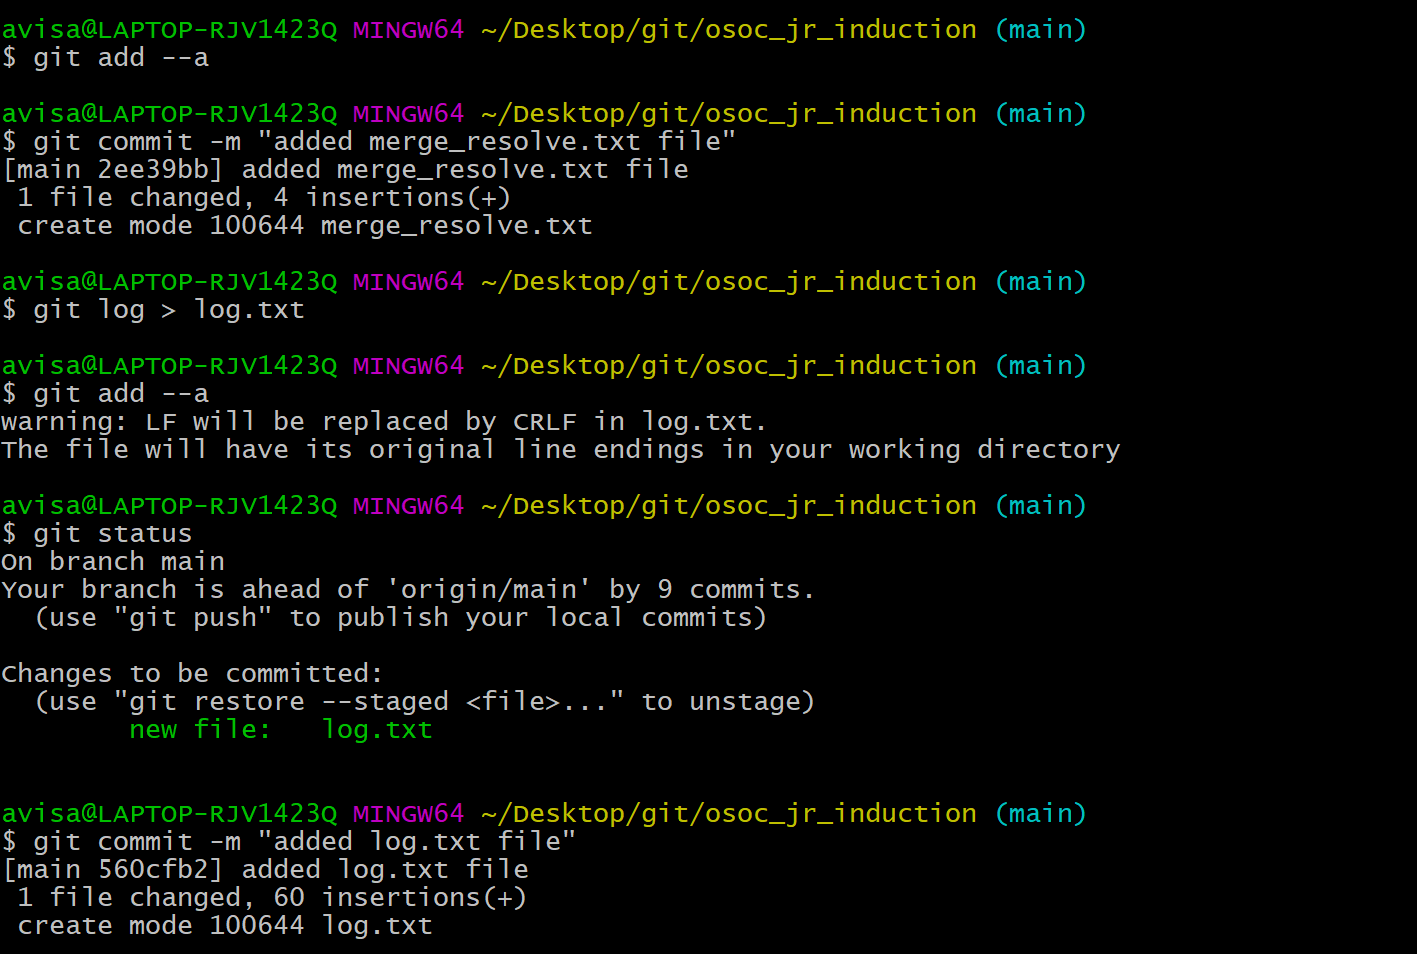 avisa@LAPTOP-RJV1423Q MINGW64 ~/Desktop/git/osoc_jr_induction (main)
$ git add --a
avisa@LAPTOP-RJV1423Q MINGW64 ~/Desktop/git/osoc_jr_induction (main)
$ git commit -m "added merge_resolve.txt file"
[main 2ee39bb] added merge_resolve.txt file
 1 file changed, 4 insertions(+)
 create mode 100644 merge_resolve.txt
avisa@LAPTOP-RJV1423Q MINGW64 ~/Desktop/git/osoc_jr_induction (main)
$ git log > log.txt
avisa@LAPTOP-RJV1423Q MINGW64 ~/Desktop/git/osoc_jr_induction (main)
$ git add --a
warning: LF will be replaced by CRLF in log.txt.
The file will have its original line endings in your working directory
avisa@LAPTOP-RJV1423Q MINGW64 ~/Desktop/git/osoc_jr_induction (main)
$ git status
On branch main
Your branch is ahead of 'origin/main' by 9 commits.
  (use "git push" to publish your local commits)
Changes to be committed:
  (use "git restore --staged <file>..." to unstage)
        new file:   log.txt
avisa@LAPTOP-RJV1423Q MINGW64 ~/Desktop/git/osoc_jr_induction (main)
$ git commit -m "added log.txt file"
[main 560cfb2] added log.txt file
 1 file changed, 60 insertions(+)
 create mode 100644 log.txt